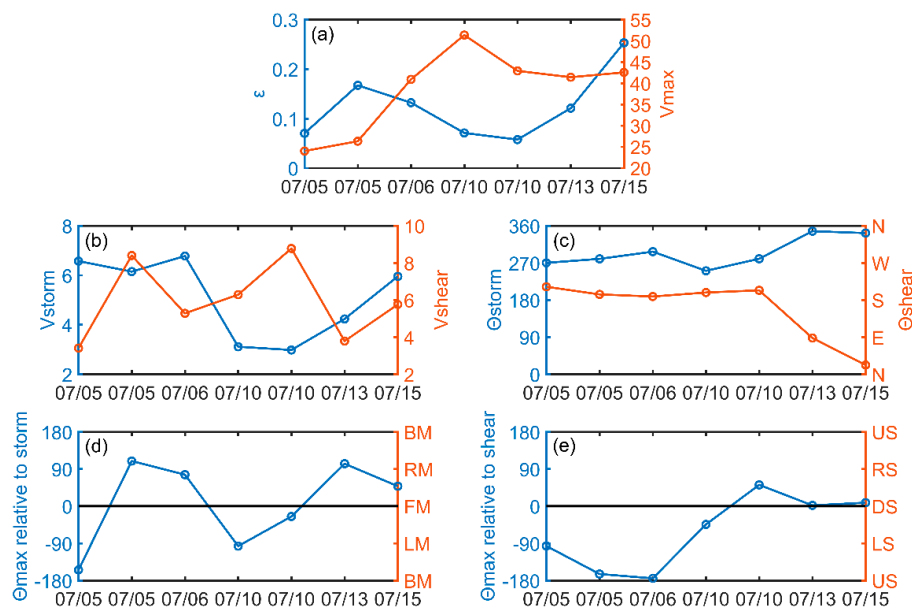 (a)
0.3
0.2
0.1
0
ε
55
50
45
40
35
30
25
20
Vmax
07/05 07/05 07/06 07/10 07/10 07/13 07/15
(b)
8
6
4
2
Vstorm
10
8
6
4
2
Vshear
07/05 07/05 07/06 07/10 07/10 07/13 07/15
(c)
360
270
180
90
0
Θstorm
N
W
S
E
N
Θshear
07/05 07/05 07/06 07/10 07/10 07/13 07/15
(d)
180
90
0
-90
-180
Θmax relative to storm
BM
RM
FM
LM
BM
07/05 07/05 07/06 07/10 07/10 07/13 07/15
(e)
180
90
0
-90
-180
Θmax relative to shear
US
RS
DS
LS
US
07/05 07/05 07/06 07/10 07/10 07/13 07/15